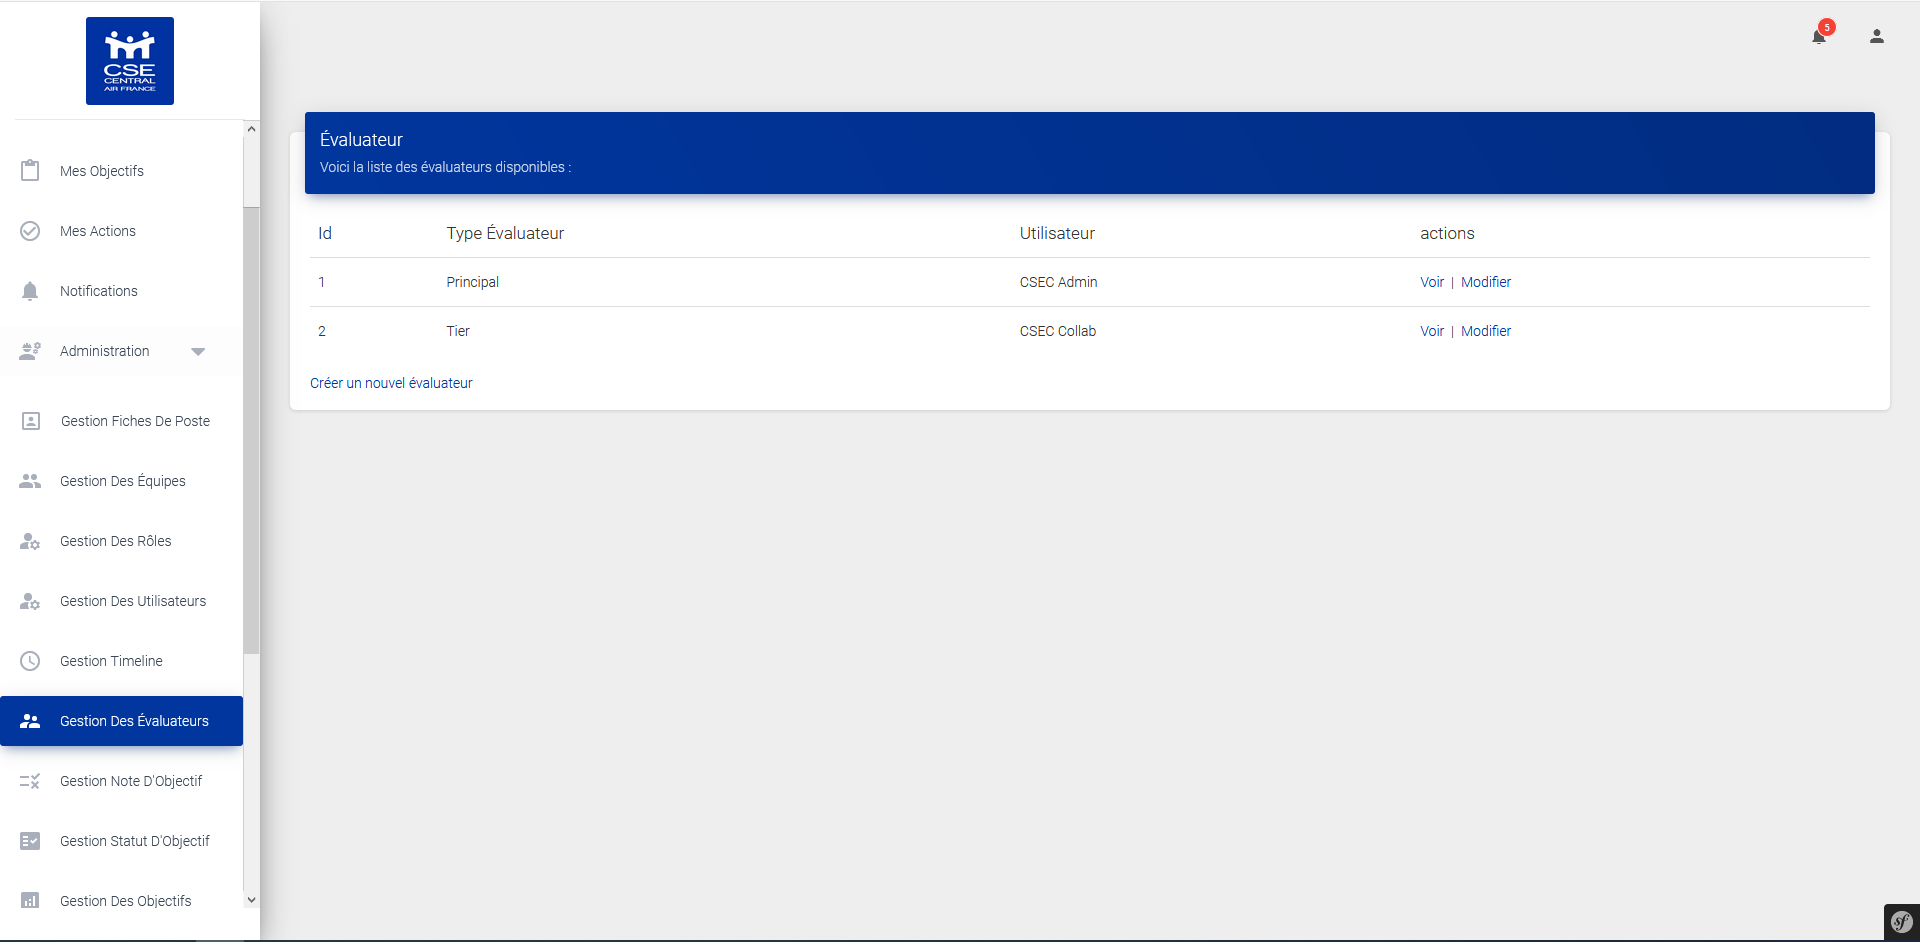 CSE
CENTRAL
AIR FRANCE
Mes Objectifs
Mes Actions
Notifications
Administration
Gestion Fiches De Poste
Gestion Des Équipes
Gestion Des Rôles
Gestion Des Utilisateurs
Gestion Timeline
Gestion Des Évaluateurs
Gestion Note D'Objectif
Gestion Statut D'Objectif
Gestion Des Objectifs
5
Évaluateur
Voici la liste des évaluateurs disponibles :
Id Type Évaluateur Utilisateur actions
1 Principal CSEC Admin Voir | Modifier
2 Tier CSEC Collab Voir | Modifier
Créer un nouvel évaluateur
sf